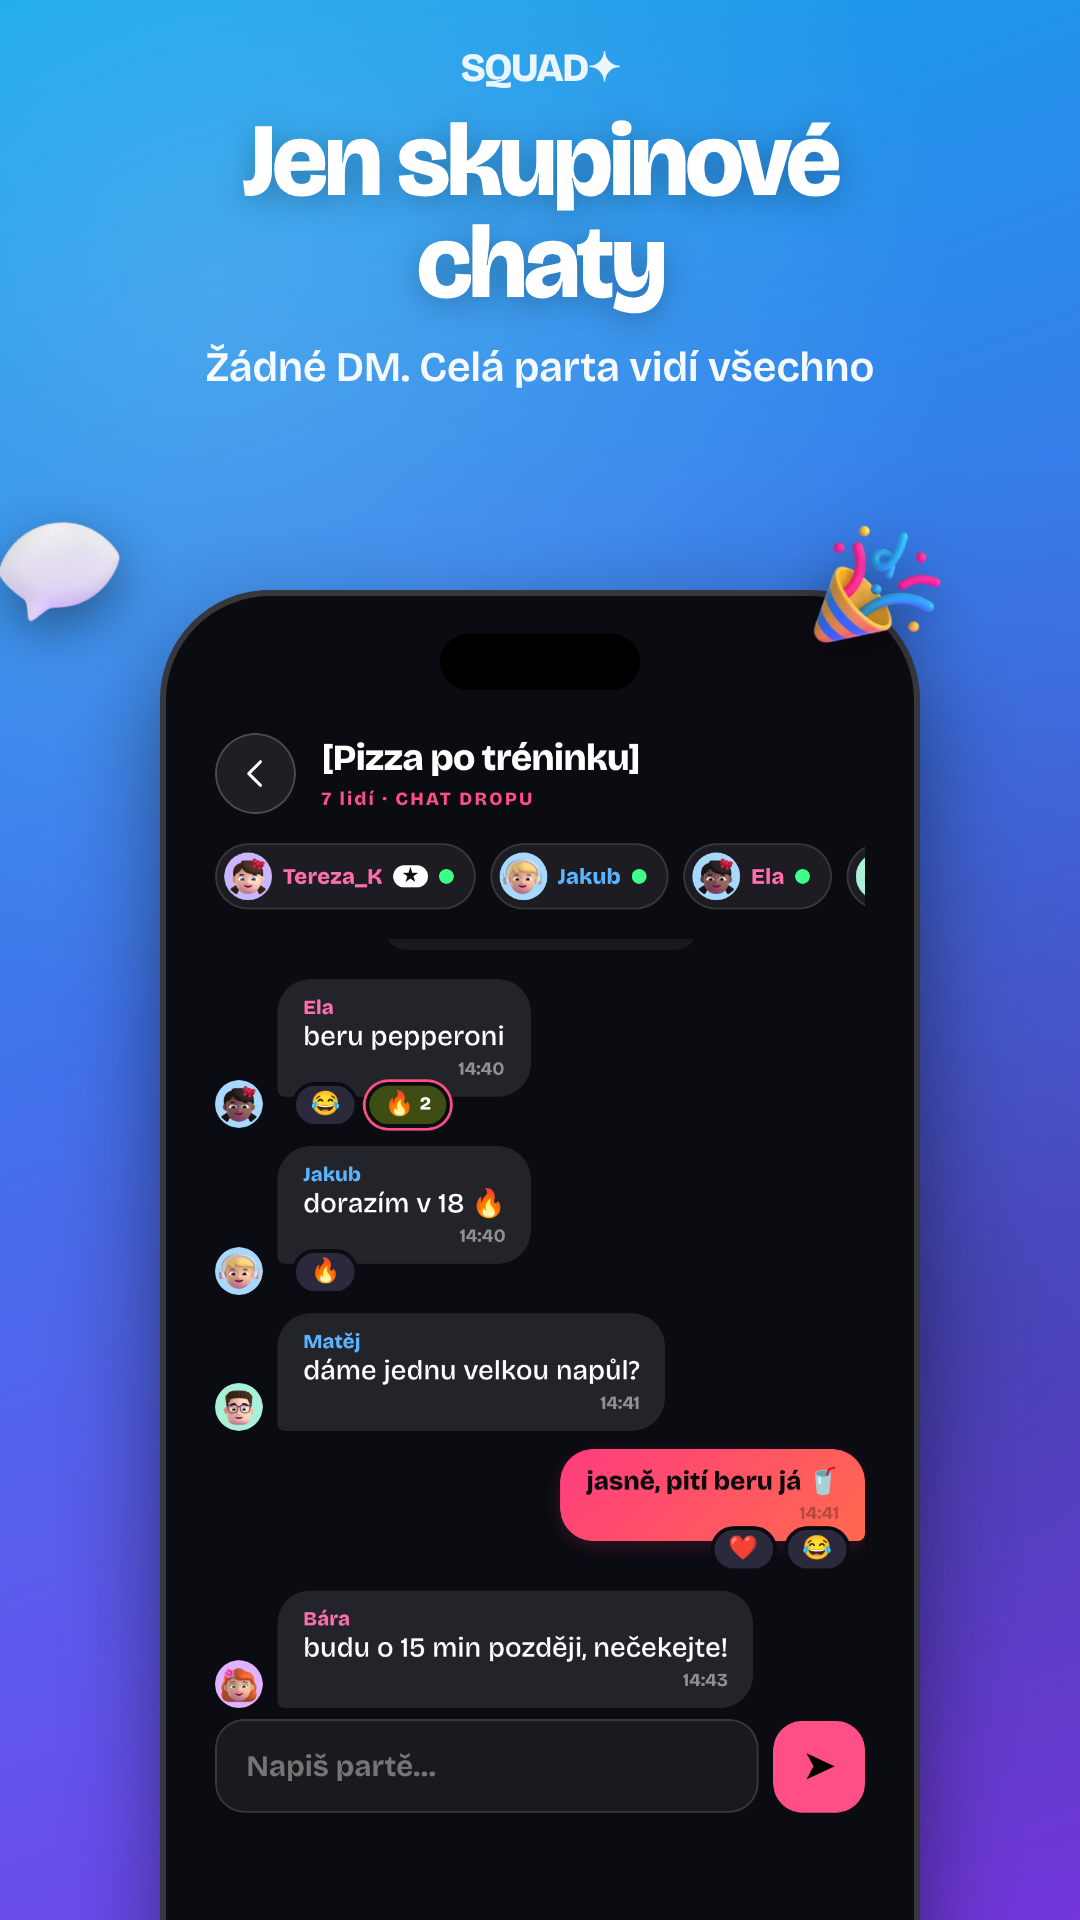 SQUAD✦
Jen skupinové
chaty
Žádné DM. Celá parta vidí všechno
[Pizza po tréninku]
7 lidí · CHAT DROPU
Tereza_K ★
Jakub
Ela
Ela
beru pepperoni
14:40
😂 🔥 2
Jakub
dorazím v 18 🔥
14:40
🔥
Matěj
dáme jednu velkou napůl?
14:41
jasně, pití beru já 🥤
14:41
❤️ 😂
Bára
budu o 15 min později, nečekejte!
14:43
Napiš partě...